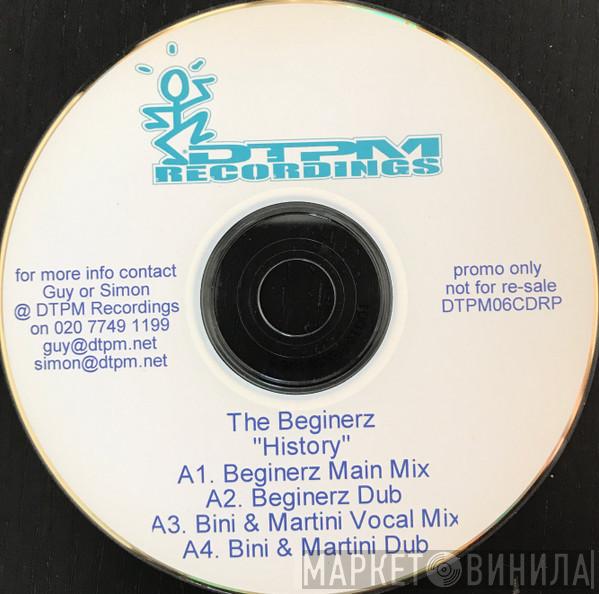 DTPM
RECORDINGS
for more info contact
Guy or Simon
@ DTPM Recordings
on 020 7749 1199
guy@dtpm.net
simon@dtpm.net
promo only
not for re-sale
DTPM06CDRP
The Beginerz
"History"
A1. Beginerz Main Mix
A2. Beginerz Dub
A3. Bini & Martini Vocal Mix
A4. Bini & Martini Dub
МАРКЕТ ВИНИЛА